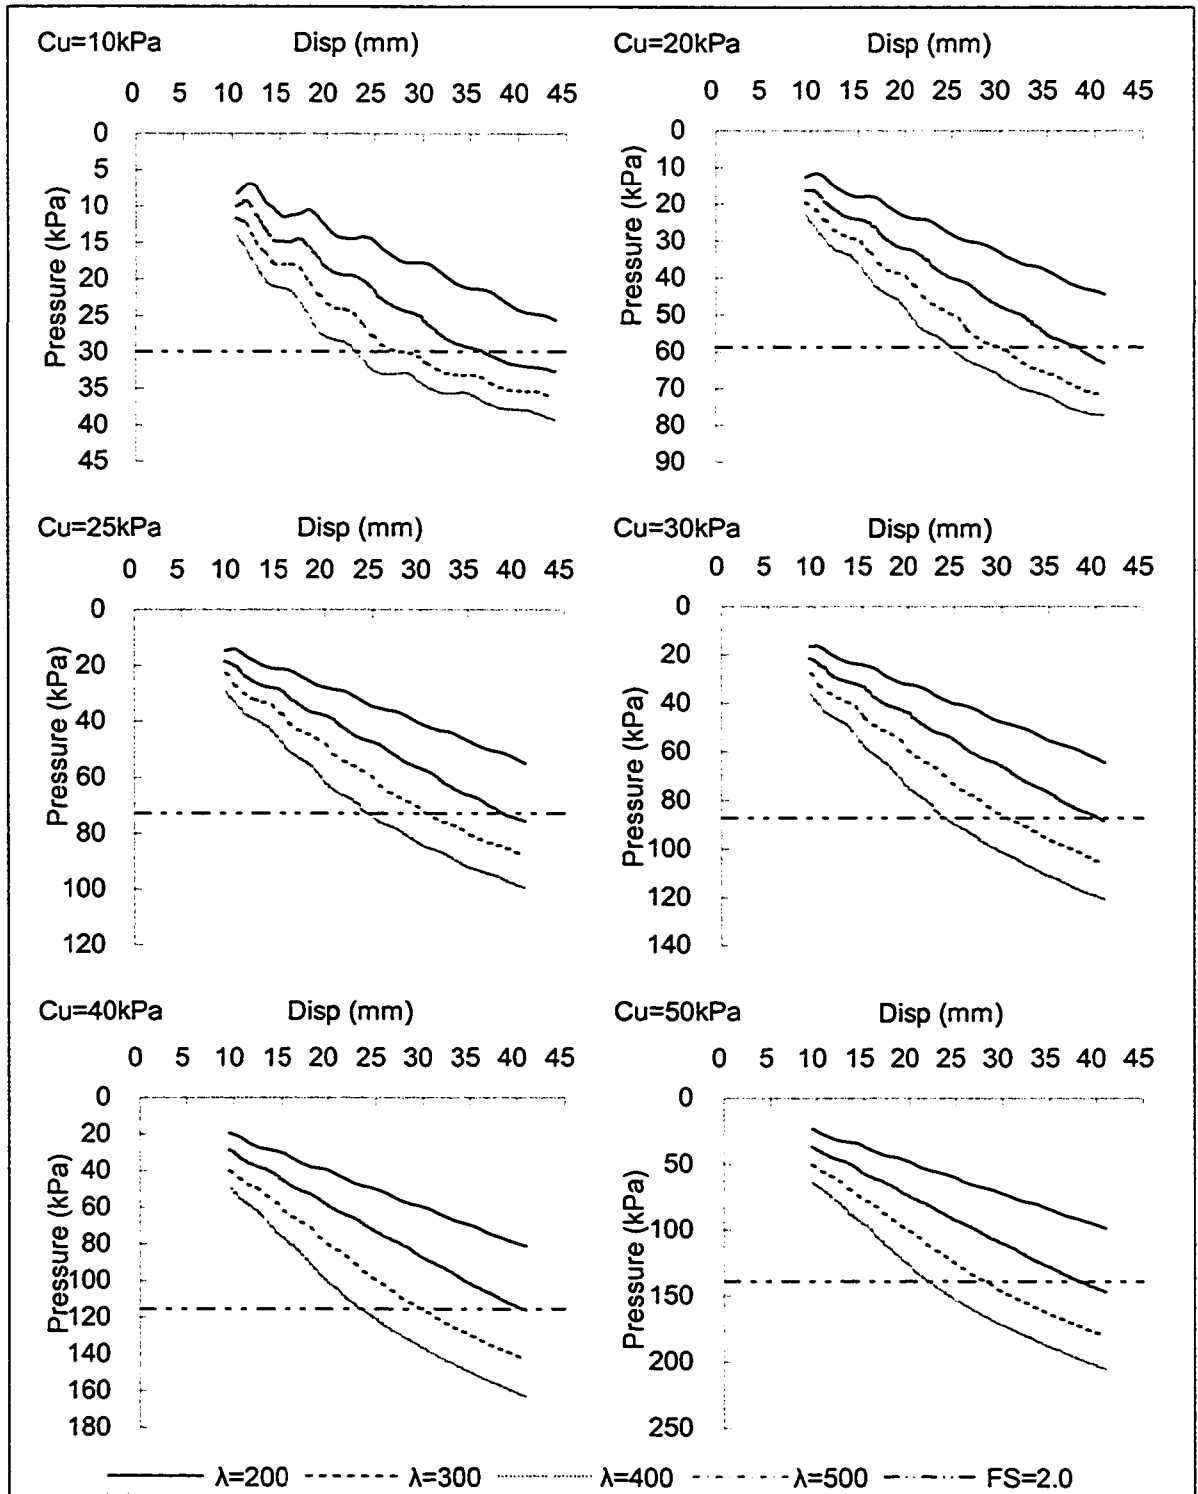 Cu=10kPa Disp (mm)
0 5 10 15 20 25 30 35 40 45
0
5
10
15
20
25
30
35
40
45
Pressure (kPa)
Cu=20kPa Disp (mm)
0 5 10 15 20 25 30 35 40 45
0
10
20
30
40
50
60
70
80
90
Pressure (kPa)
Cu=25kPa Disp (mm)
0 5 10 15 20 25 30 35 40 45
0
20
40
60
80
100
120
Pressure (kPa)
Cu=30kPa Disp (mm)
0 5 10 15 20 25 30 35 40 45
0
20
40
60
80
100
120
140
Pressure (kPa)
Cu=40kPa Disp (mm)
0 5 10 15 20 25 30 35 40 45
0
20
40
60
80
100
120
140
160
180
Pressure (kPa)
Cu=50kPa Disp (mm)
0 5 10 15 20 25 30 35 40 45
0
50
100
150
200
250
Pressure (kPa)
λ=200 λ=300 λ=400 λ=500 FS=2.0